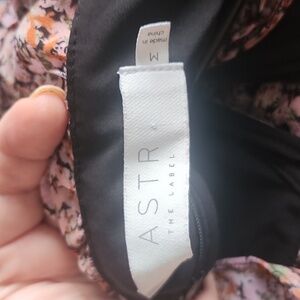 M
made in
china
ASTR
THE LABEL